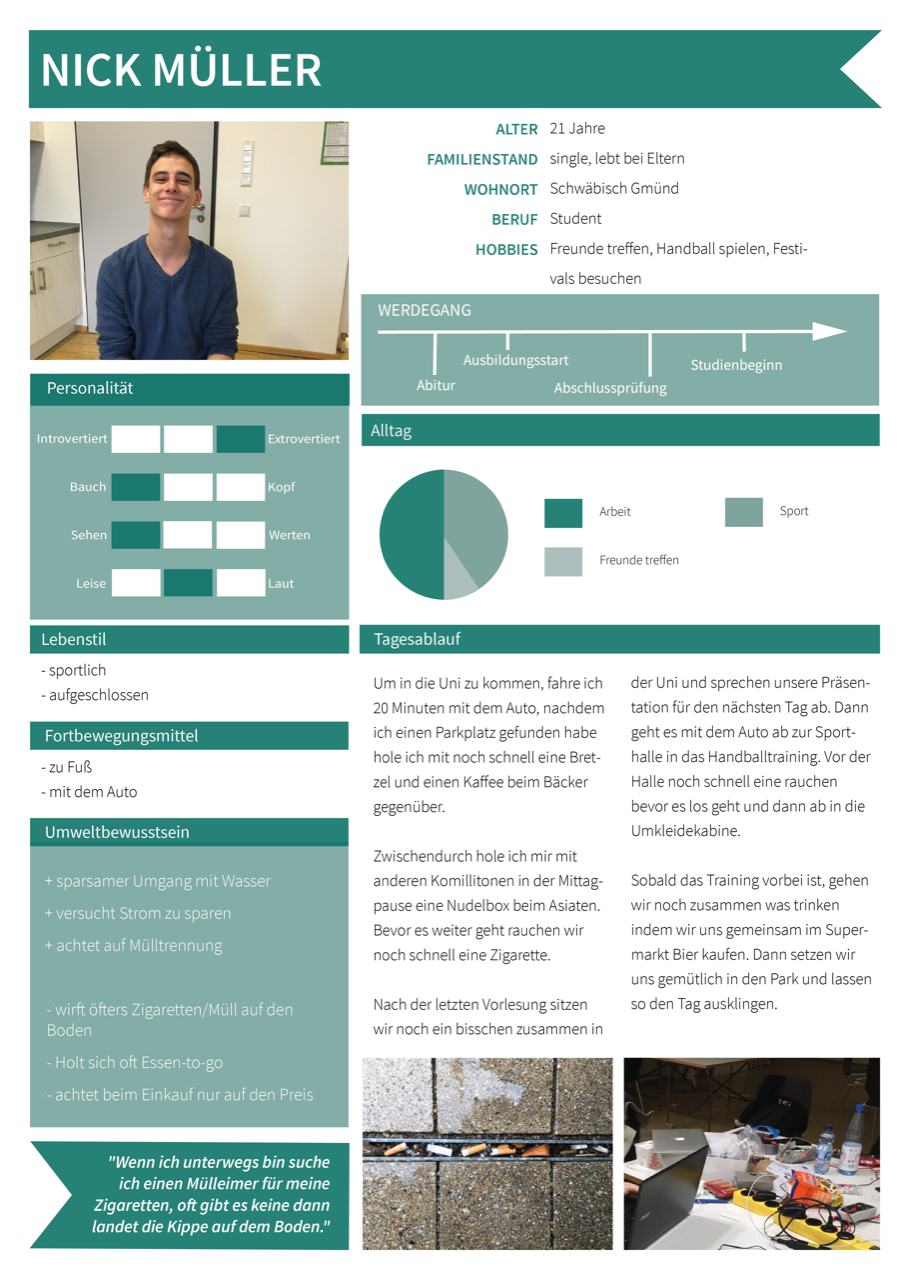 NICK MÜLLER
ALTER 21 Jahre
FAMILIENSTAND single, lebt bei Eltern
WOHNORT Schwäbisch Gmünd
BERUF Student
HOBBIES Freunde treffen, Handball spielen, Festi-
vals besuchen
WERDEGANG
Ausbildungsstart
Studienbeginn
Abitur
Abschlussprüfung
Personalität
Introvertiert Extrovertiert
Bauch Kopf
Sehen Werten
Leise Laut
Alltag
Arbeit
Sport
Freunde treffen
Lebenstil
- sportlich
- aufgeschlossen
Fortbewegungsmittel
- zu Fuß
- mit dem Auto
Umweltbewusstsein
+ sparsamer Umgang mit Wasser
+ versucht Strom zu sparen
+ achtet auf Mülltrennung
- wirft öfters Zigaretten/Müll auf den
Boden
- Holt sich oft Essen-to-go
- achtet beim Einkauf nur auf den Preis
"Wenn ich unterwegs bin suche
ich einen Mülleimer für meine
Zigaretten, oft gibt es keine dann
landet die Kippe auf dem Boden."
Tagesablauf
Um in die Uni zu kommen, fahre ich
20 Minuten mit dem Auto, nachdem
ich einen Parkplatz gefunden habe
hole ich mit noch schnell eine Bret-
zel und einen Kaffee beim Bäcker
gegenüber.
Zwischendurch hole ich mir mit
anderen Komillitonen in der Mittag-
pause eine Nudelbox beim Asiaten.
Bevor es weiter geht rauchen wir
noch schnell eine Zigarette.
Nach der letzten Vorlesung sitzen
wir noch ein bisschen zusammen in
der Uni und sprechen unsere Präsen-
tation für den nächsten Tag ab. Dann
geht es mit dem Auto ab zur Sport-
halle in das Handballtraining. Vor der
Halle noch schnell eine rauchen
bevor es los geht und dann ab in die
Umkleidekabine.
Sobald das Training vorbei ist, gehen
wir noch zusammen was trinken
indem wir uns gemeinsam im Super-
markt Bier kaufen. Dann setzen wir
uns gemütlich in den Park und lassen
so den Tag ausklingen.